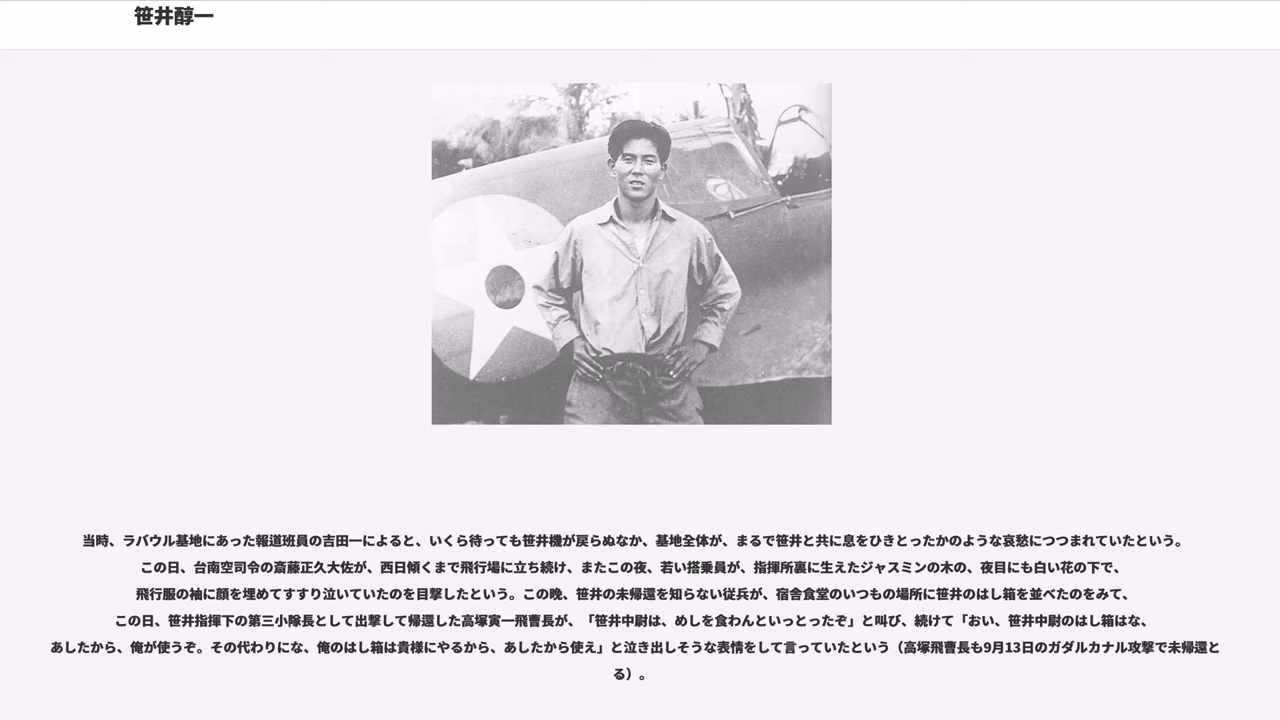 笹井醇一
当時、ラバウル基地にあった報道班員の吉田一によると、いくら待っても笹井機が戻らぬなか、基地全体が、まるで笹井と共に息をひきとったかのような哀愁につつまれていたという。
この日、台南空司令の斎藤正久大佐が、西日傾くまで飛行場に立ち続け、またこの夜、若い搭乗員が、指揮所裏に生えたジャスミンの木の、夜目にも白い花の下で、
飛行服の袖に顔を埋めてすすり泣いていたのを目撃したという。この晩、笹井の未帰還を知らない従兵が、宿舎食堂のいつもの場所に笹井のはし箱を並べたのをみて、
この日、笹井指揮下の第三小隊長として出撃して帰還した高塚寅一飛曹長が、「笹井中尉は、めしを食わんといっとったぞ」と叫び、続けて「おい、笹井中尉のはし箱はな、
あしたから、俺が使うぞ。その代わりにな、俺のはし箱は貴様にやるから、あしたから使え」と泣き出しそうな表情をして言っていたという（高塚飛曹長も9月13日のガダルカナル攻撃で未帰還と
る）。